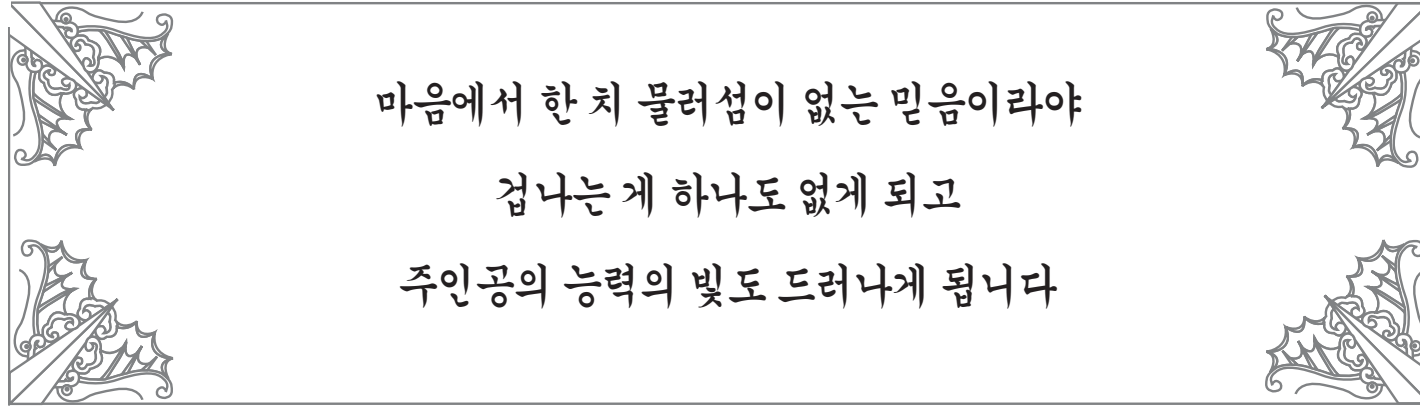 마음에서 한 치 물러섬이 없는 믿음이라야
겁나는 게 하나도 없게 되고
주인공의 능력의 빛도 드러나게 됩니다